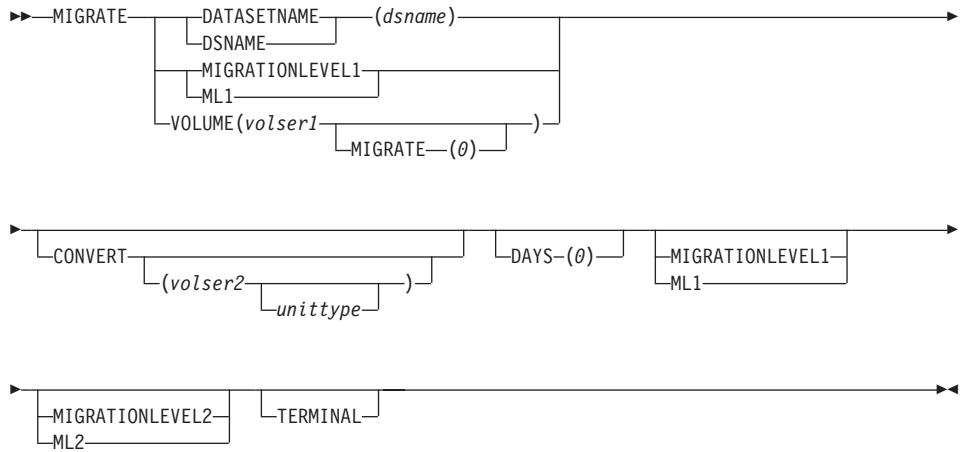 MIGRATE DATASETNAME (dsname)
DSNAME
MIGRATIONLEVEL1
ML1
VOLUME(volser1 )
MIGRATE (0)
CONVERT DAYS (0) MIGRATIONLEVEL1
(volser2 ) ML1
unittype
MIGRATIONLEVEL2 TERMINAL
ML2